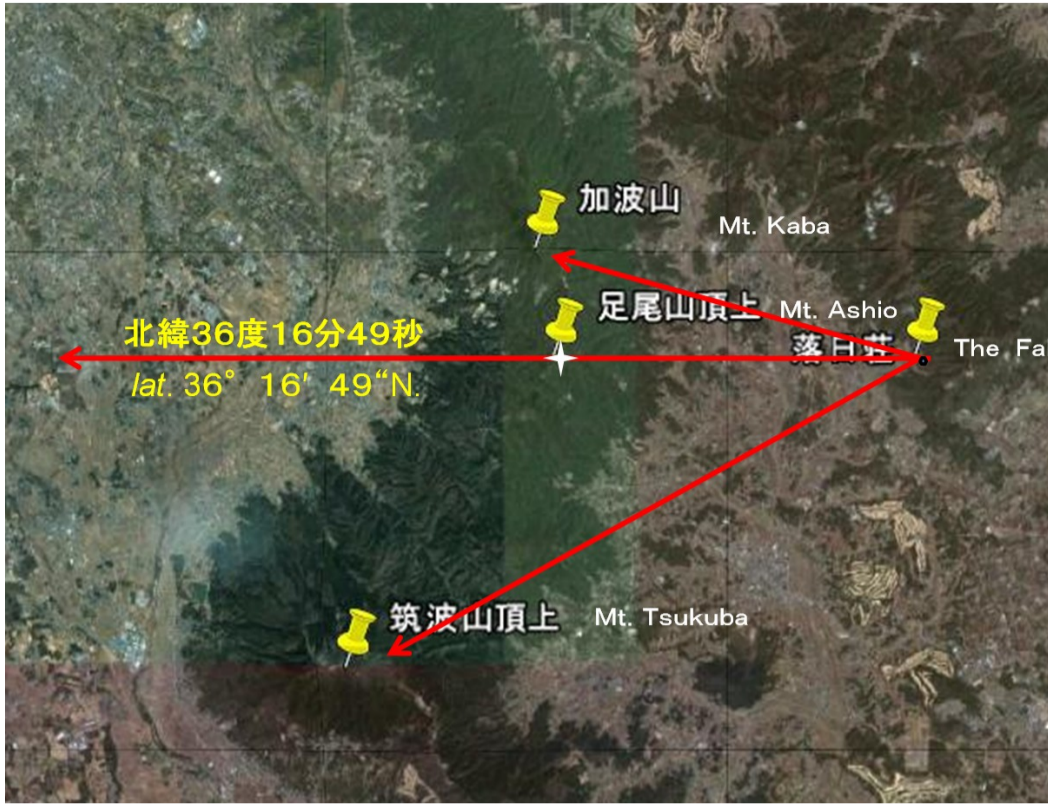 加波山
Mt. Kaba
足尾山頂上
Mt. Ashio
北緯36度16分49秒
lat. 36° 16′ 49“N.
落日荘
The Fa
筑波山頂上
Mt. Tsukuba